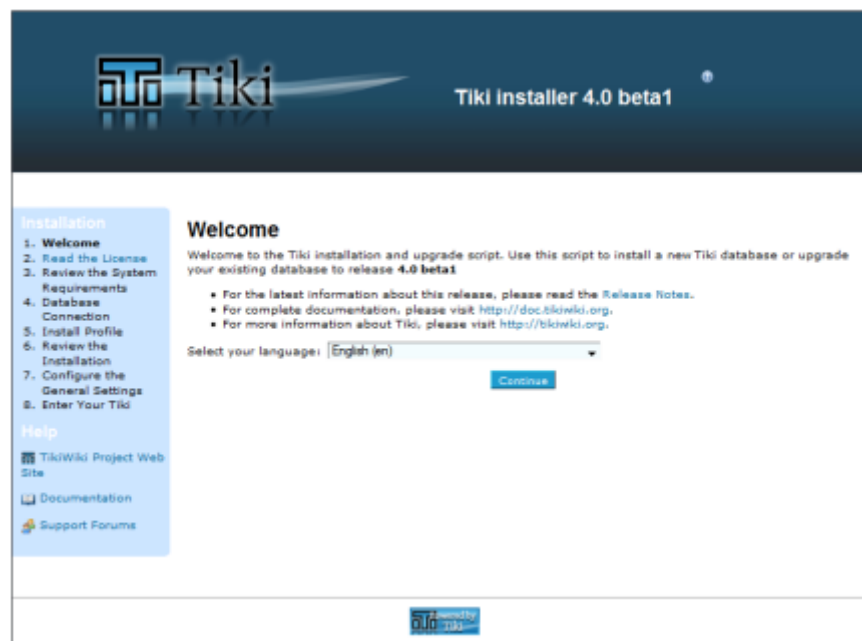 Tiki
Tiki installer 4.0 beta1
Installation
1. Welcome
2. Read the License
3. Review the System
Requirements
4. Database
Connection
5. Install Profile
6. Review the
Installation
7. Configure the
General Settings
8. Enter Your Tiki
Help
TikiWiki Project Web
Site
Documentation
Support Forums
Welcome
Welcome to the Tiki installation and upgrade script. Use this script to install a new Tiki database or upgrade
your existing database to release 4.0 beta1
• For the latest information about this release, please read the Release Notes.
• For complete documentation, please visit http://doc.tikiwiki.org.
• For more information about Tiki, please visit http://tikiwiki.org.
Select your language: English (en)
Continue
Powered by
Tiki